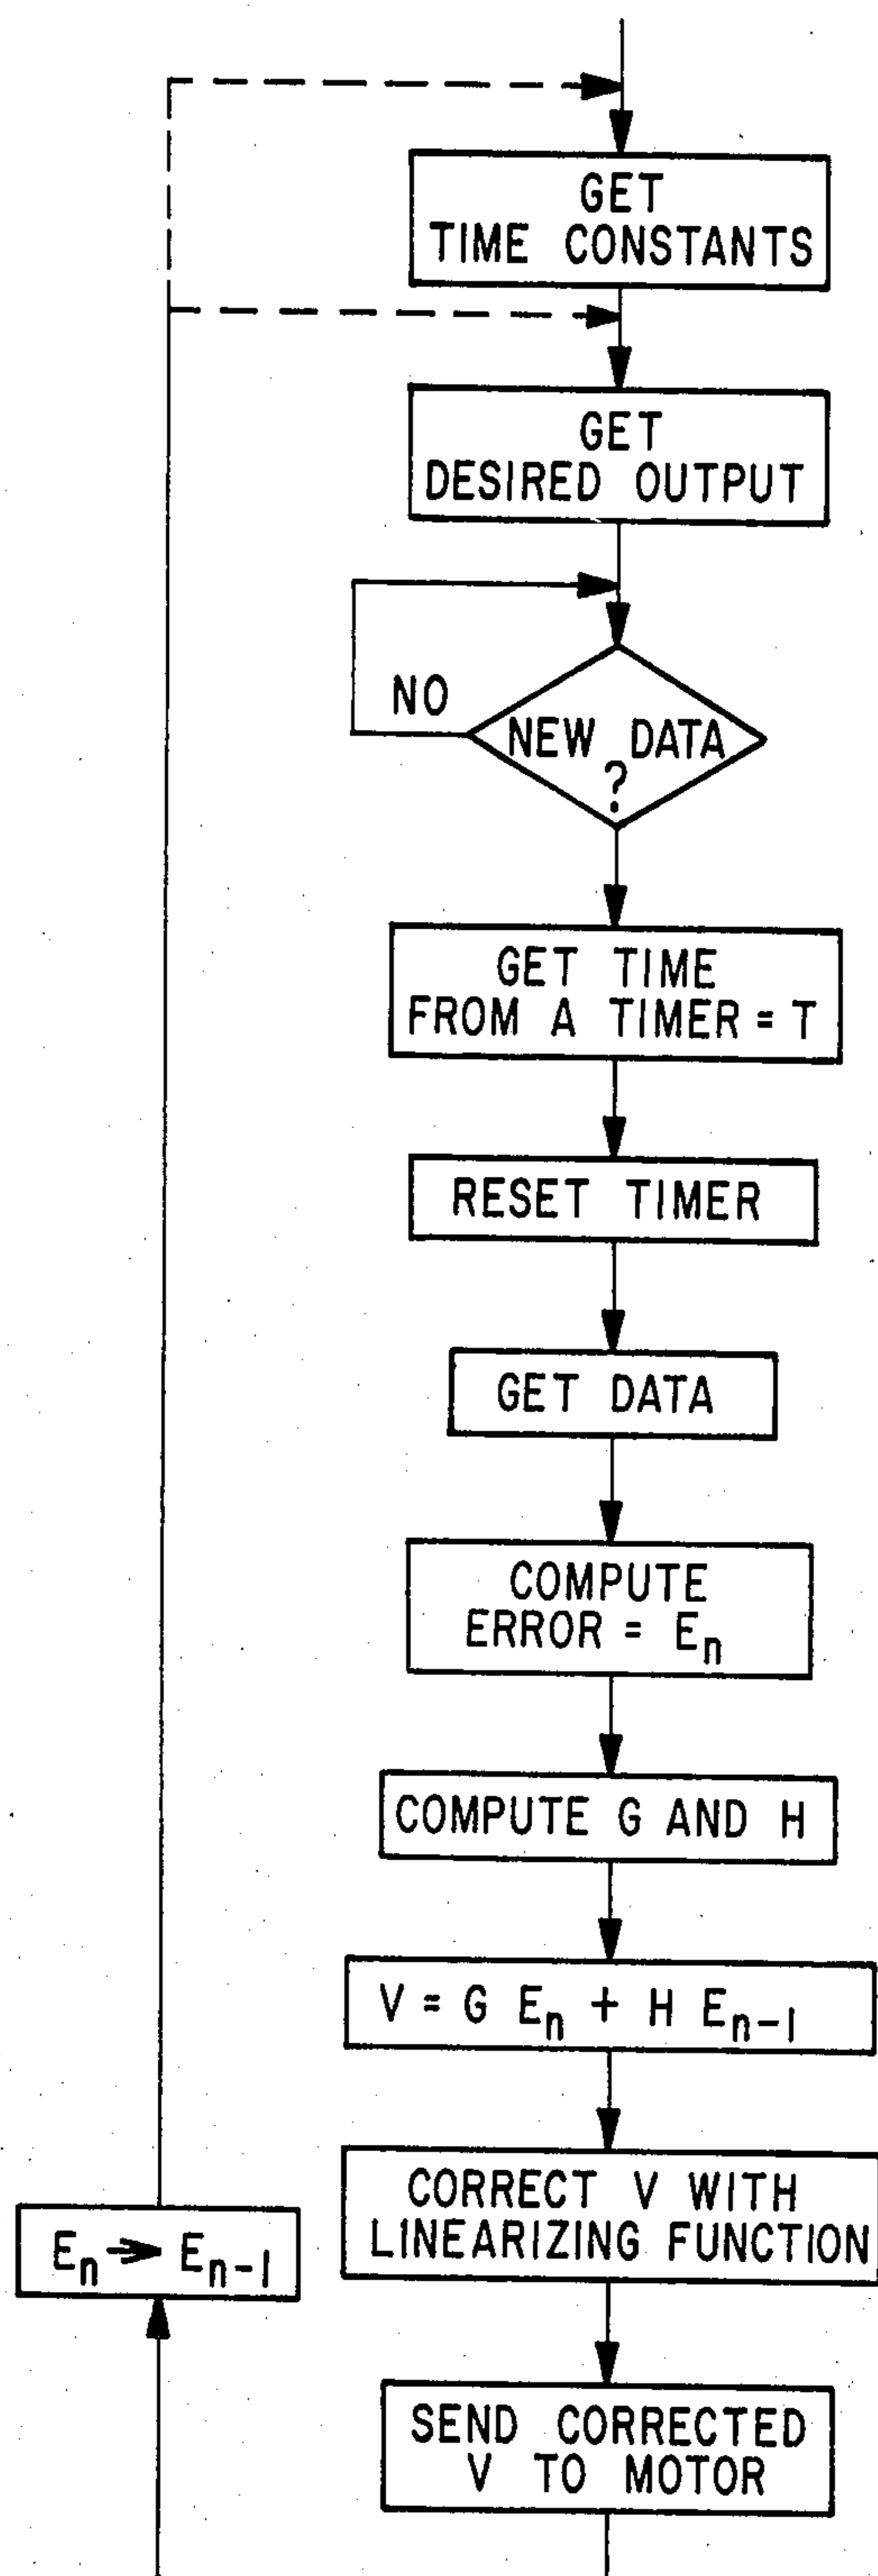 GET
TIME CONSTANTS
GET
DESIRED OUTPUT
NO
NEW DATA
?
GET TIME
FROM A TIMER = T
RESET TIMER
GET DATA
COMPUTE
ERROR = Eₙ
COMPUTE G AND H
V = G Eₙ + H Eₙ₋₁
CORRECT V WITH
LINEARIZING FUNCTION
Eₙ → Eₙ₋₁
SEND CORRECTED
V TO MOTOR